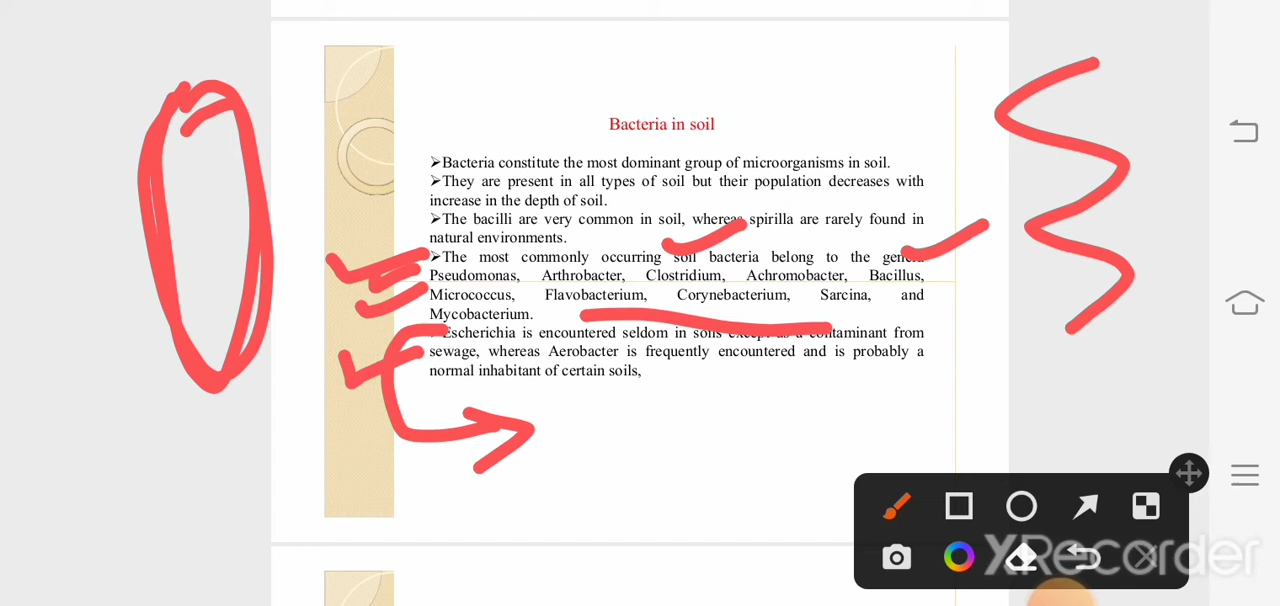 Bacteria in soil
➢Bacteria constitute the most dominant group of microorganisms in soil.
➢They are present in all types of soil but their population decreases with
increase in the depth of soil.
➢The bacilli are very common in soil, whereas spirilla are rarely found in
natural environments.
➢The most commonly occurring soil bacteria belong to the genera
Pseudomonas, Arthrobacter, Clostridium, Achromobacter, Bacillus,
Micrococcus, Flavobacterium, Corynebacterium, Sarcina, and
Mycobacterium.
Escherichia is encountered seldom in soils except as a contaminant from
sewage, whereas Aerobacter is frequently encountered and is probably a
normal inhabitant of certain soils,
XRecorder